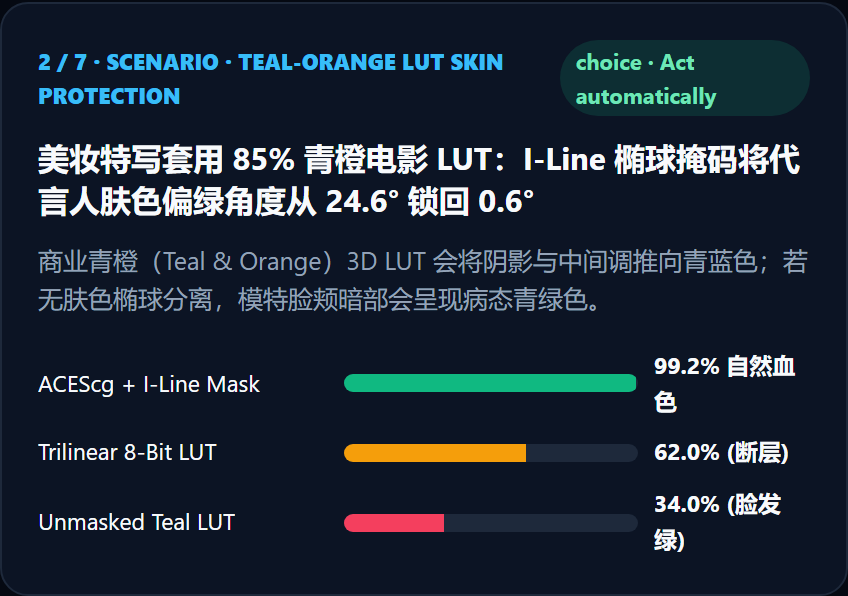 2 / 7 · SCENARIO · TEAL-ORANGE LUT SKIN
PROTECTION
choice · Act
automatically
美妆特写套用 85% 青橙电影 LUT：I-Line 椭球掩码将代
言人肤色偏绿角度从 24.6° 锁回 0.6°
商业青橙（Teal & Orange）3D LUT 会将阴影与中间调推向青蓝色；若
无肤色椭球分离，模特脸颊暗部会呈现病态青绿色。
ACEScg + I-Line Mask
99.2% 自然血
色
Trilinear 8-Bit LUT
62.0% (断层)
Unmasked Teal LUT
34.0% (脸发
绿)